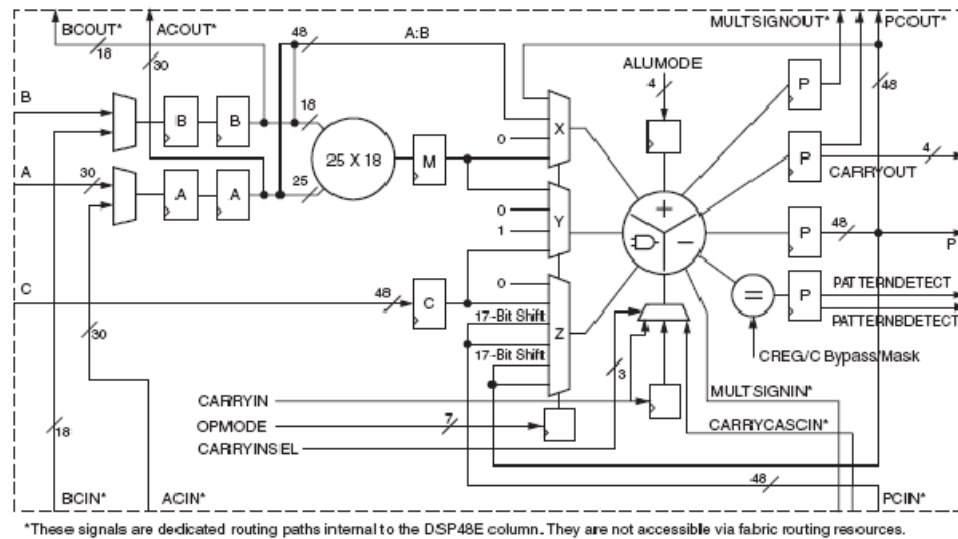 BCOUT* ACOUT* MULTSIGNOUT* PCOUT*
48 A:B
18
30
ALUMODE
4
48
B
18
B B
P
X
0
25 X 18 M
P
4
CARRYOUT
A 30
A A
25
0
1
Y
+
−
P
48
P
C
48
C
0
17-Bit Shift
Z
17-Bit Shift
=
P
PATTERNDETECT
PATTERNBDETECT
CREG/C Bypass/Mask
30
3
MULTSIGNIN*
CARRYIN
OPMODE
7
CARRYCASCIN*
CARRYINSEL
18
48
BCIN* ACIN* PCIN*
*These signals are dedicated routing paths internal to the DSP48E column. They are not accessible via fabric routing resources.